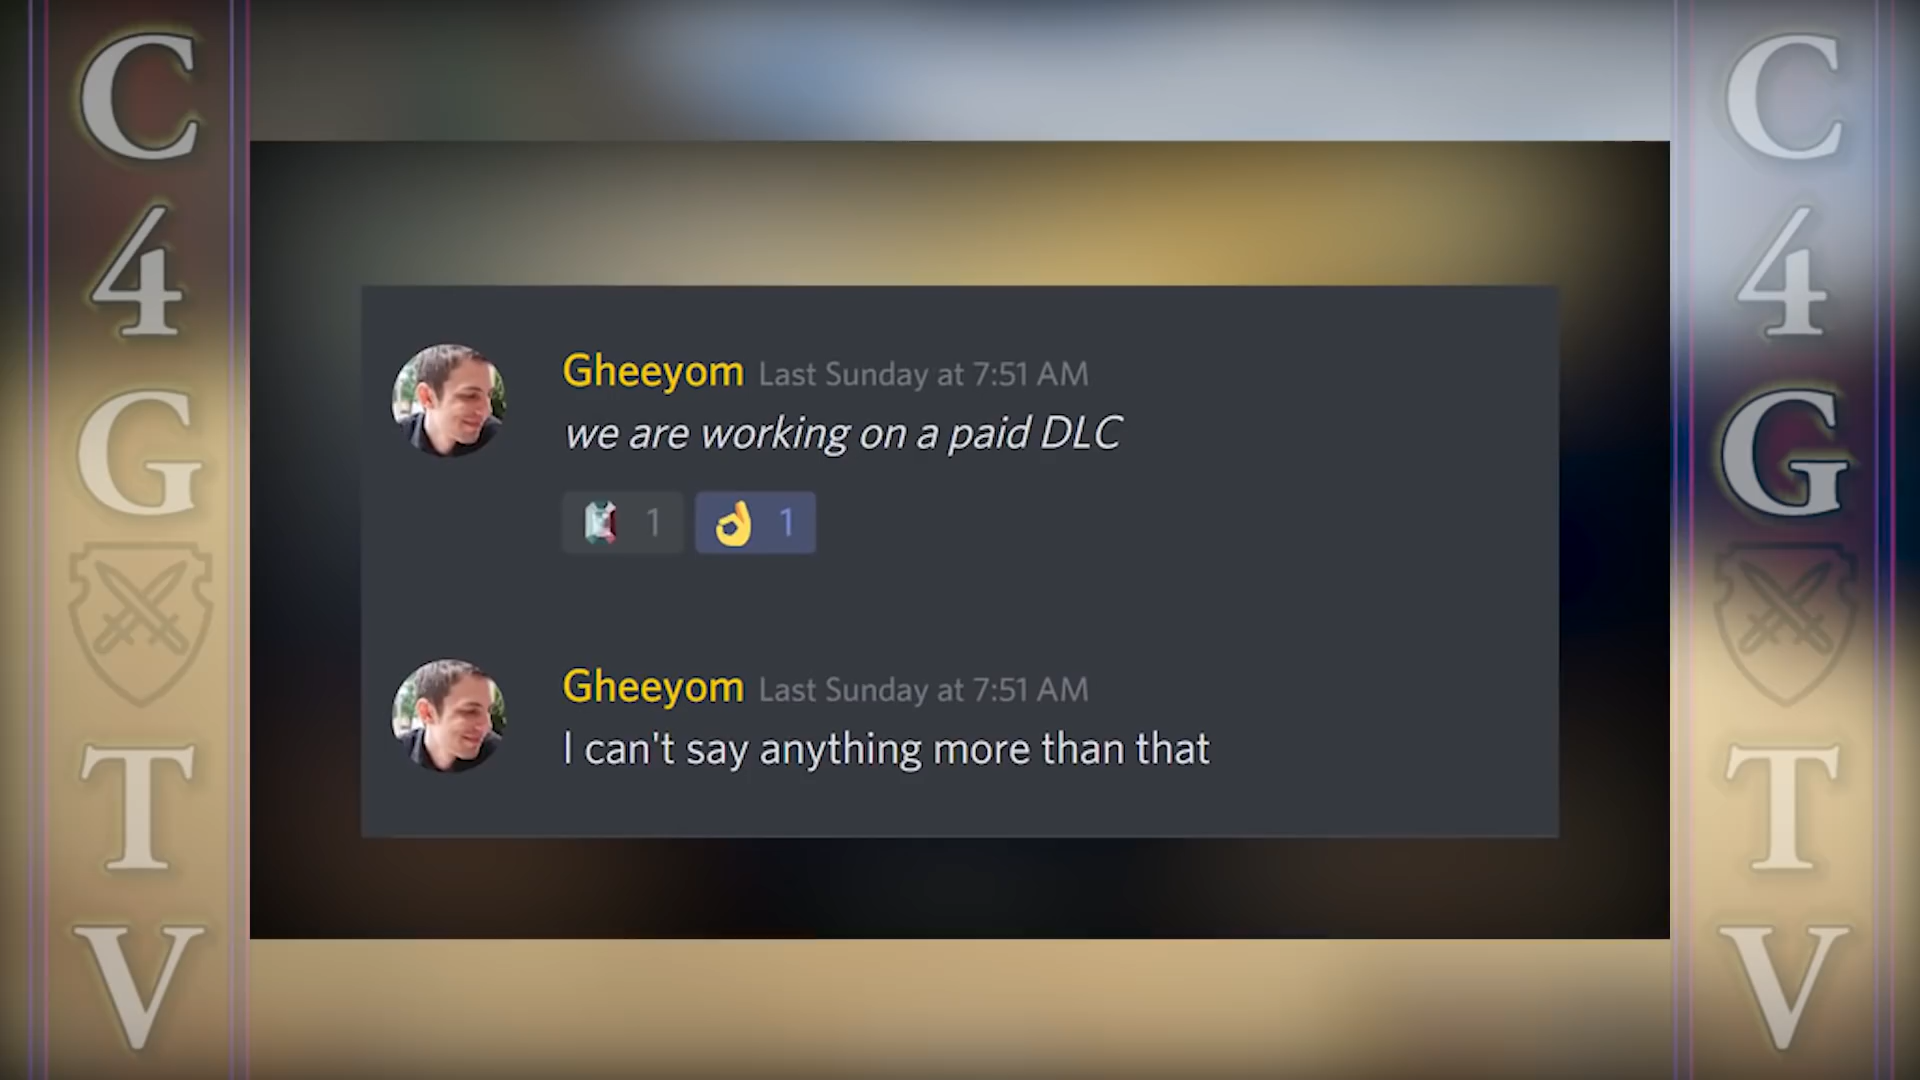 C
4
G
T
V
Gheeyom Last Sunday at 7:51 AM
we are working on a paid DLC
1 1
Gheeyom Last Sunday at 7:51 AM
I can't say anything more than that
C
4
G
T
V